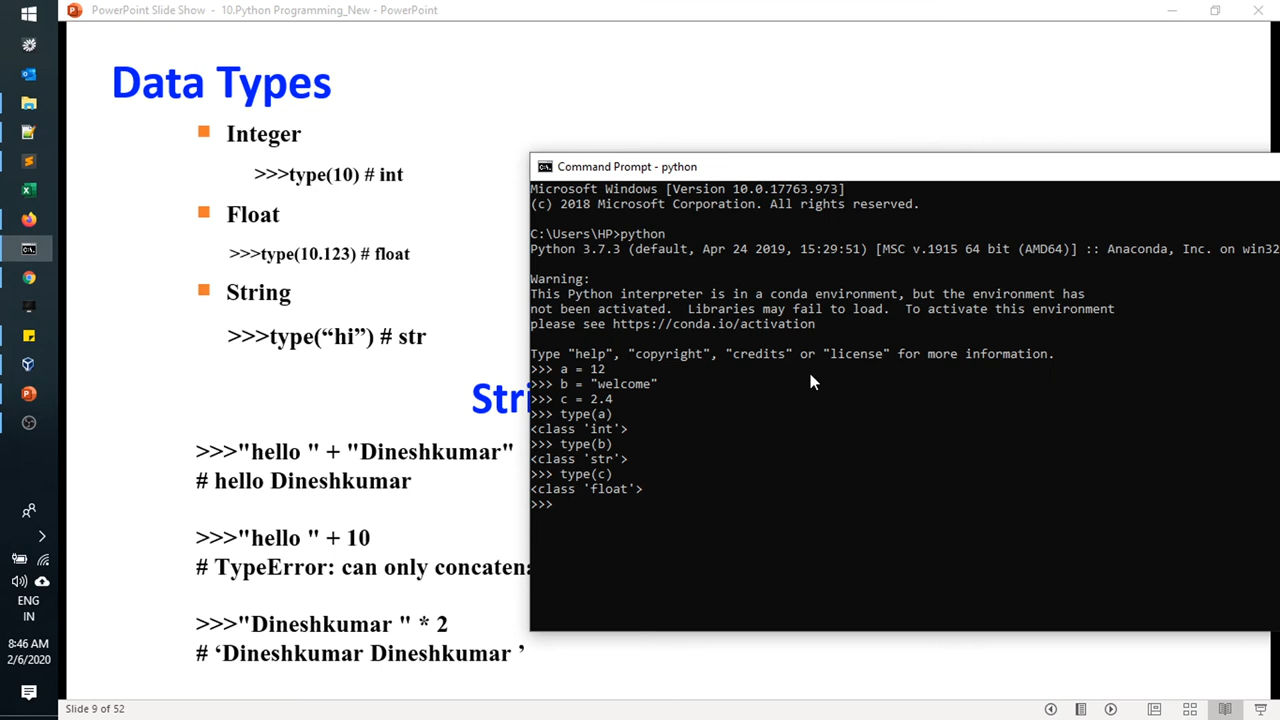 PowerPoint Slide Show - 10.Python Programming_New - PowerPoint
Data Types
Integer
>>>type(10) # int
Float
>>>type(10.123) # float
String
>>>type(“hi”) # str
Stri
>>>"hello " + "Dineshkumar"
# hello Dineshkumar
>>>"hello " + 10
# TypeError: can only concatena
>>>"Dineshkumar " * 2
# ‘Dineshkumar Dineshkumar ’
Command Prompt - python
Microsoft Windows [Version 10.0.17763.973]
(c) 2018 Microsoft Corporation. All rights reserved.
C:\Users\HP>python
Python 3.7.3 (default, Apr 24 2019, 15:29:51) [MSC v.1915 64 bit (AMD64)] :: Anaconda, Inc. on win32
Warning:
This Python interpreter is in a conda environment, but the environment has
not been activated.  Libraries may fail to load.  To activate this environment
please see https://conda.io/activation
Type "help", "copyright", "credits" or "license" for more information.
>>> a = 12
>>> b = "welcome"
>>> c = 2.4
>>> type(a)
<class 'int'>
>>> type(b)
<class 'str'>
>>> type(c)
<class 'float'>
>>>
ENG
IN
8:46 AM
2/6/2020
Slide 9 of 52